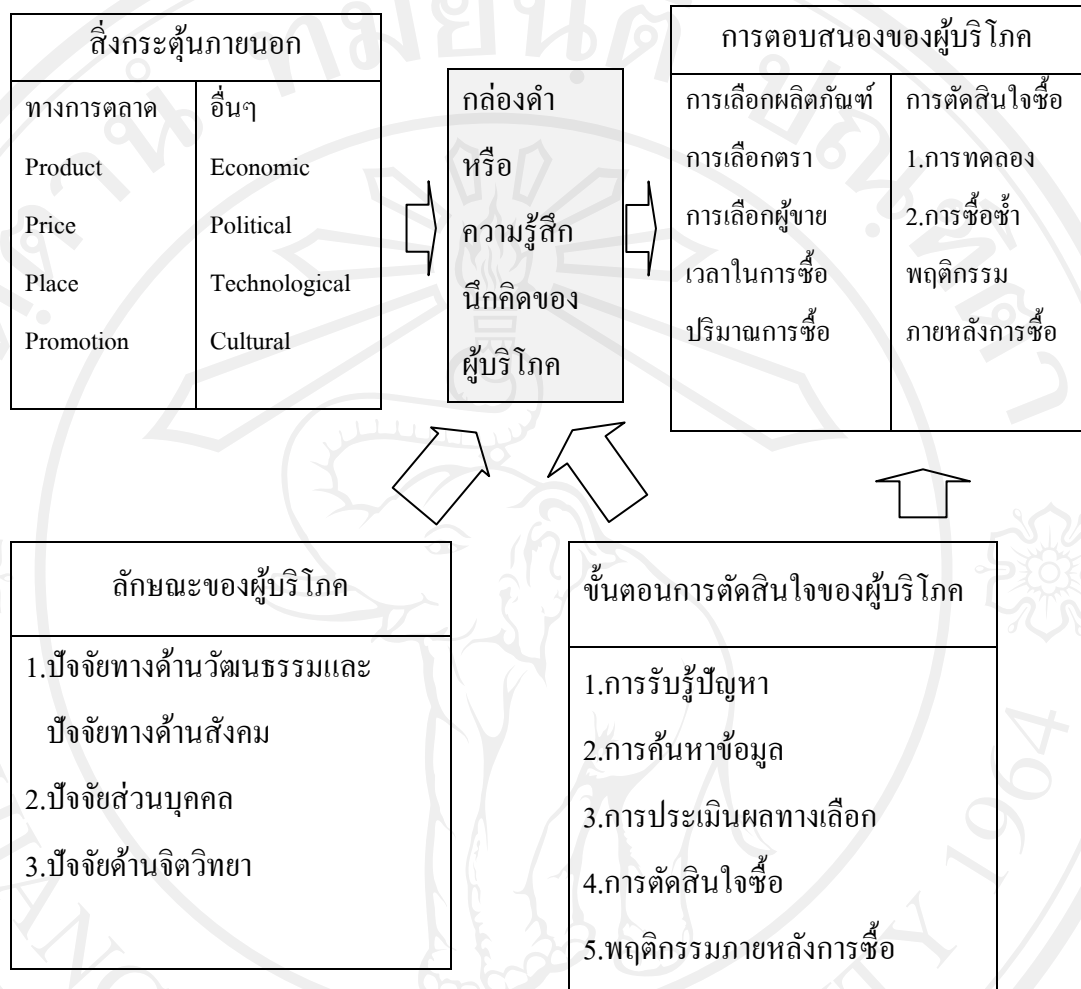 สิ่งกระตุ้นภายนอก
ทางการตลาด
Product
Price
Place
Promotion
อื่นๆ
Economic
Political
Technological
Cultural
กล่องดำ
หรือ
ความรู้สึก
นึกคิดของ
ผู้บริโภค
การตอบสนองของผู้บริโภค
การเลือกผลิตภัณฑ์
การเลือกตรา
การเลือกผู้ขาย
เวลาในการซื้อ
ปริมาณการซื้อ
การตัดสินใจซื้อ
1.การทดลอง
2.การซื้อซ้ำ
พฤติกรรม
ภายหลังการซื้อ
ลักษณะของผู้บริโภค
1.ปัจจัยทางด้านวัฒนธรรมและ
ปัจจัยทางด้านสังคม
2.ปัจจัยส่วนบุคคล
3.ปัจจัยด้านจิตวิทยา
ขั้นตอนการตัดสินใจของผู้บริโภค
1.การรับรู้ปัญหา
2.การค้นหาข้อมูล
3.การประเมินผลทางเลือก
4.การตัดสินใจซื้อ
5.พฤติกรรมภายหลังการซื้อ
1964